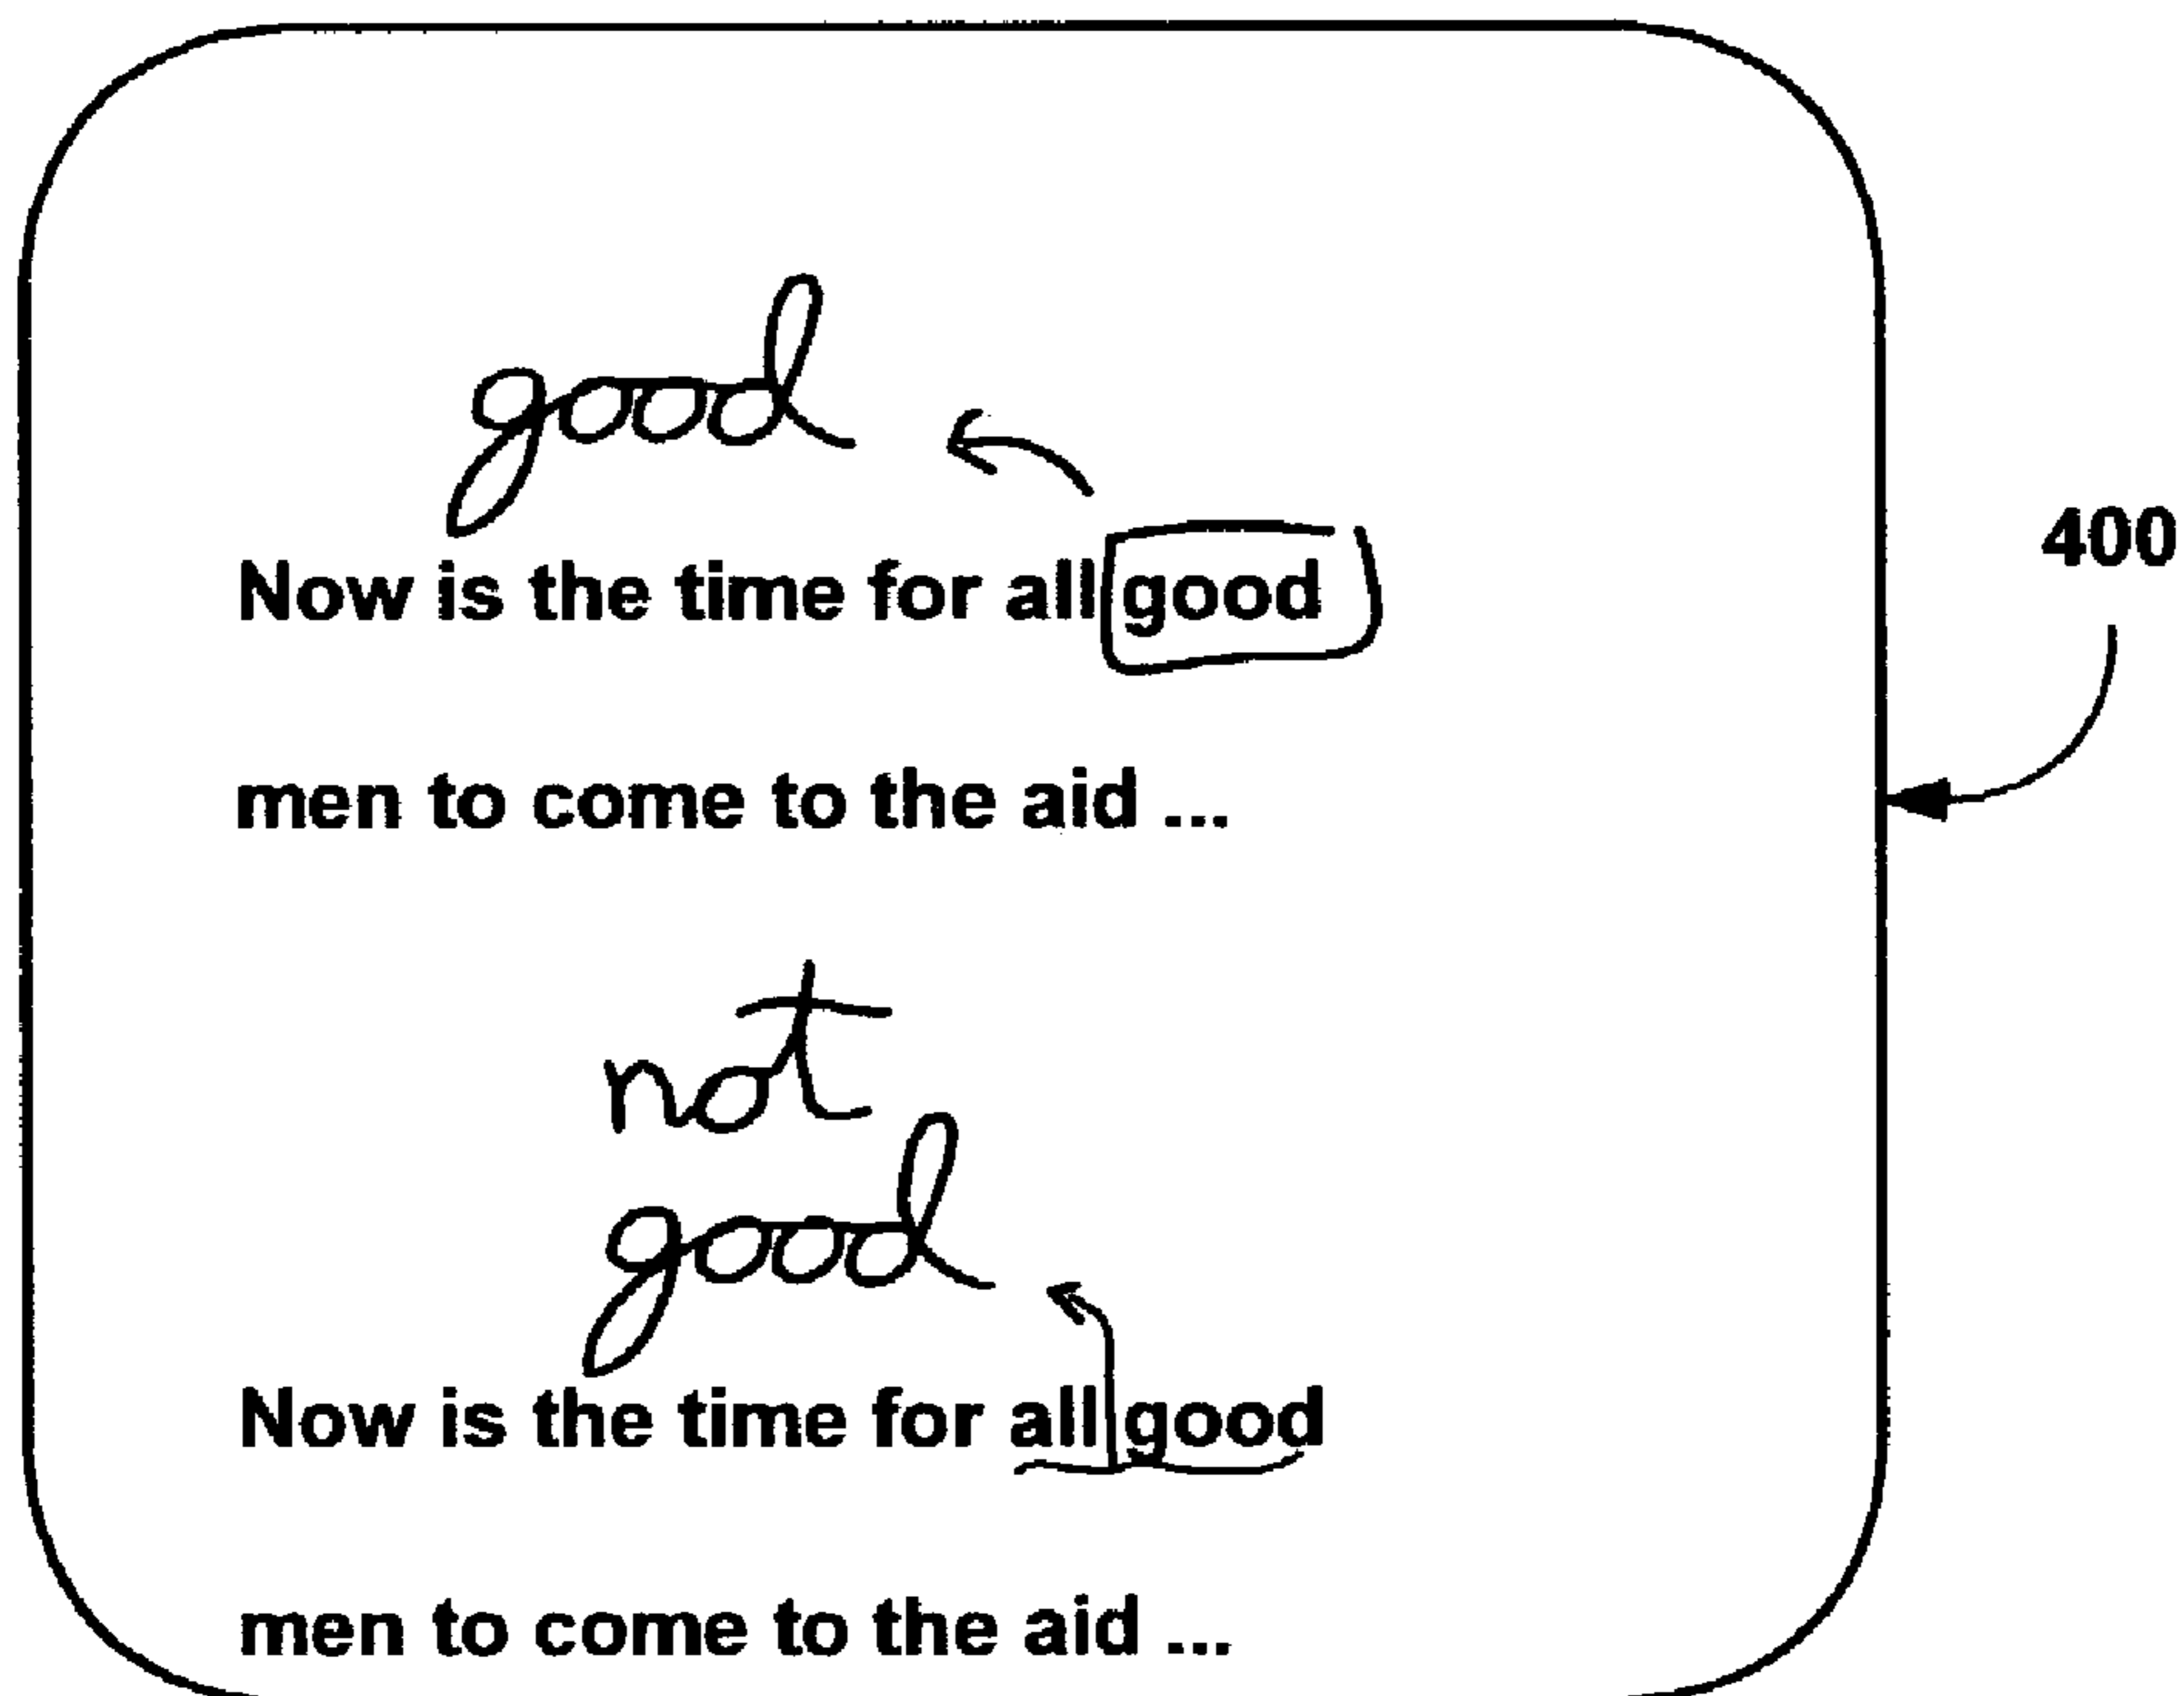 good
Now is the time for all good
men to come to the aid ...
400
not
good
Now is the time for all good
men to come to the aid ...